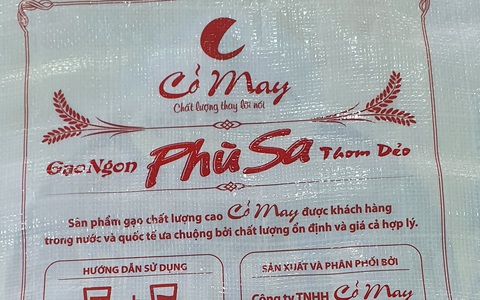 Cỏ May
Chất lượng thay lời nói
GạoNgon Phù Sa Thơm Dẻo
Sản phẩm gạo chất lượng cao Cỏ May được khách hàng
trong nước và quốc tế ưa chuộng bởi chất lượng ổn định và giá cả hợp lý.
HƯỚNG DẪN SỬ DỤNG
SẢN XUẤT VÀ PHÂN PHỐI BỞI
Công ty TNHH Cỏ May